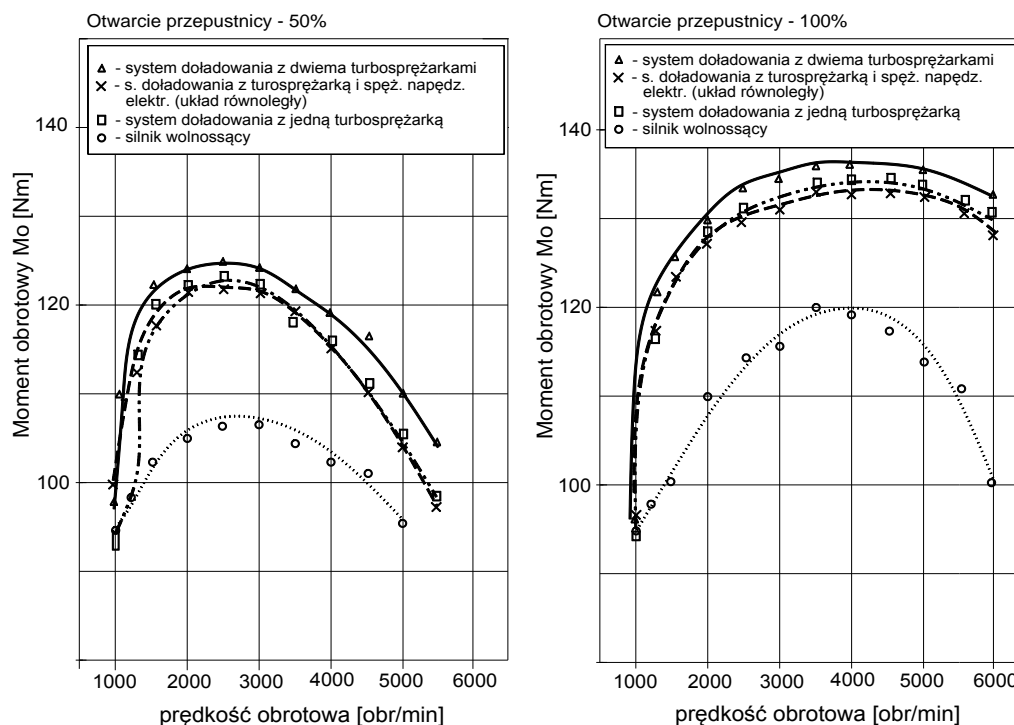 Otwarcie przepustnicy - 50%
- system doładowania z dwiema turbosprężarkami
- s. doładowania z turosprężarką i spęż. napędz.
elektr. (układ równoległy)
- system doładowania z jedną turbosprężarką
- silnik wolnossący
140
120
100
Moment obrotowy Mo [Nm]
1000 2000 3000 4000 5000 6000
prędkość obrotowa [obr/min]
Otwarcie przepustnicy - 100%
- system doładowania z dwiema turbosprężarkami
- s. doładowania z turosprężarką i spęż. napędz.
elektr. (układ równoległy)
- system doładowania z jedną turbosprężarką
- silnik wolnossący
140
120
100
Moment obrotowy Mo [Nm]
1000 2000 3000 4000 5000 6000
prędkość obrotowa [obr/min]